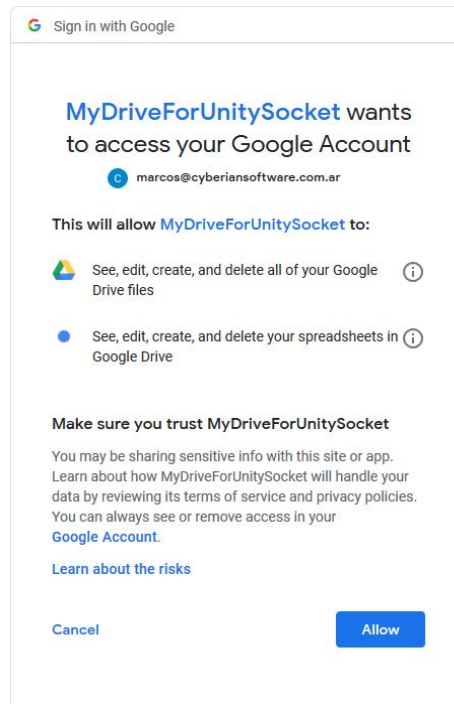 Sign in with Google
MyDriveForUnitySocket wants
to access your Google Account
C marcos@cyberiansoftware.com.ar
This will allow MyDriveForUnitySocket to:
See, edit, create, and delete all of your Google
Drive files
See, edit, create, and delete your spreadsheets in
Google Drive
Make sure you trust MyDriveForUnitySocket
You may be sharing sensitive info with this site or app.
Learn about how MyDriveForUnitySocket will handle your
data by reviewing its terms of service and privacy policies.
You can always see or remove access in your
Google Account.
Learn about the risks
Cancel
Allow